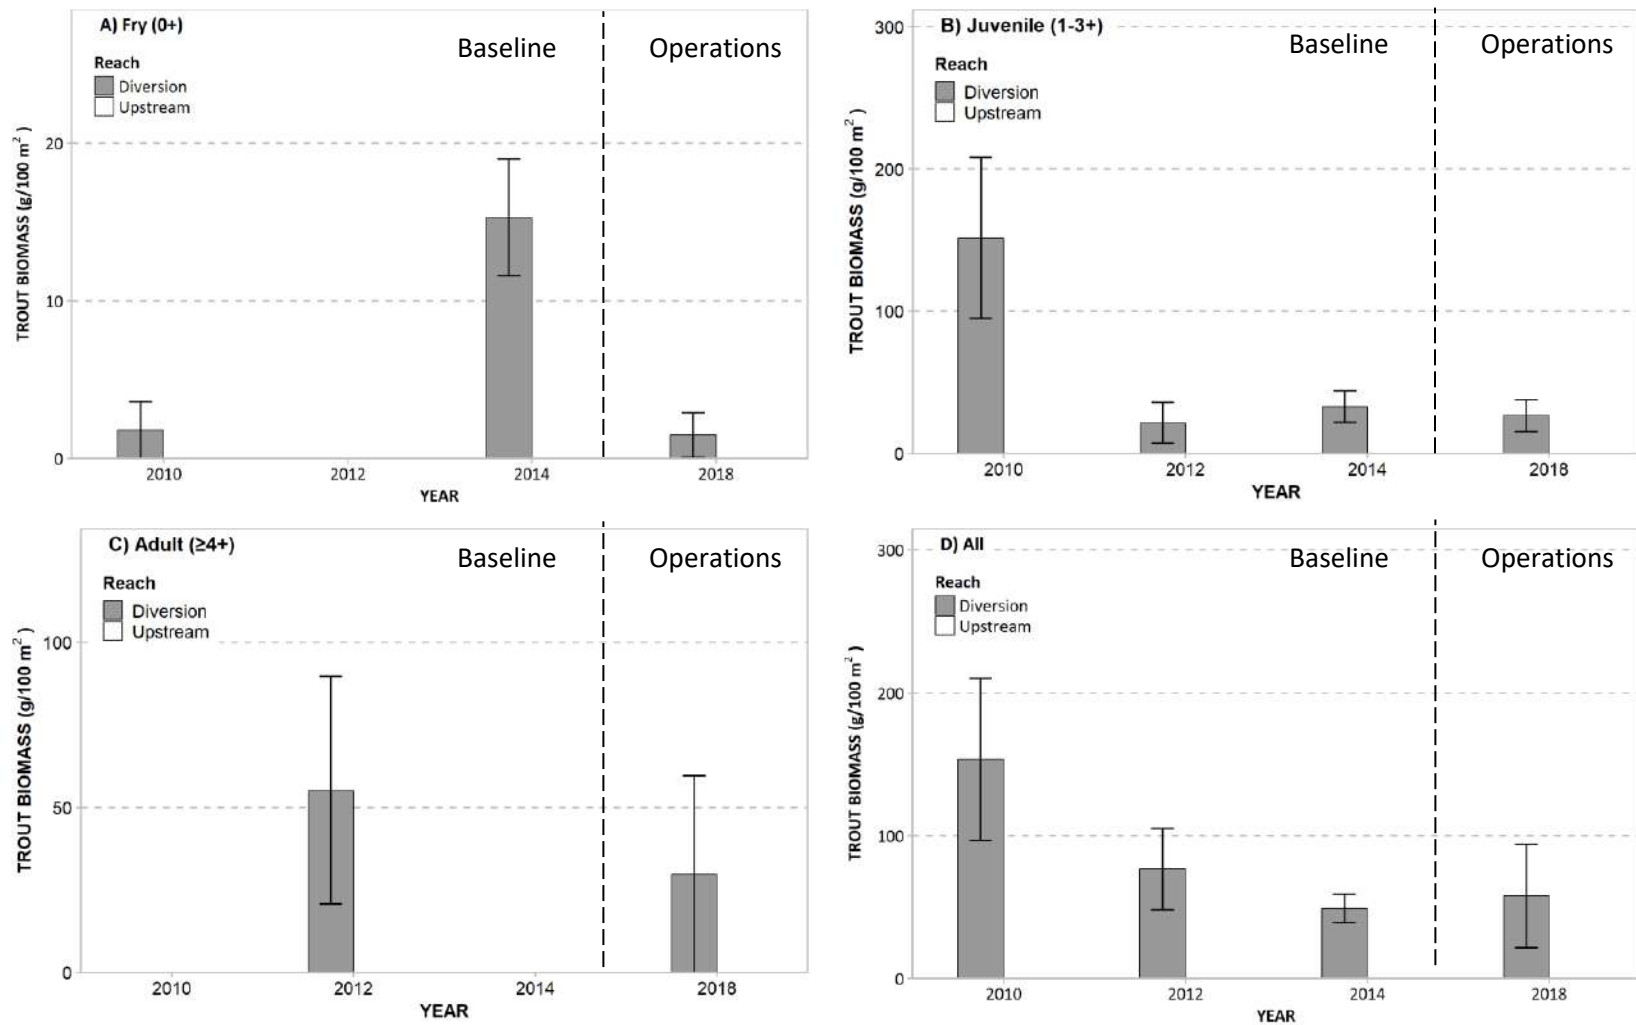 A) Fry (0+)
Baseline
Operations
Reach
Diversion
Upstream
TROUT BIOMASS (g/100 m²)
20
10
0
2010
2012
2014
2018
YEAR
B) Juvenile (1-3+)
Baseline
Operations
Reach
Diversion
Upstream
TROUT BIOMASS (g/100 m²)
300
200
100
0
2010
2012
2014
2018
YEAR
C) Adult (≥4+)
Baseline
Operations
Reach
Diversion
Upstream
TROUT BIOMASS (g/100 m²)
100
50
0
2010
2012
2014
2018
YEAR
D) All
Baseline
Operations
Reach
Diversion
Upstream
TROUT BIOMASS (g/100 m²)
300
200
100
0
2010
2012
2014
2018
YEAR